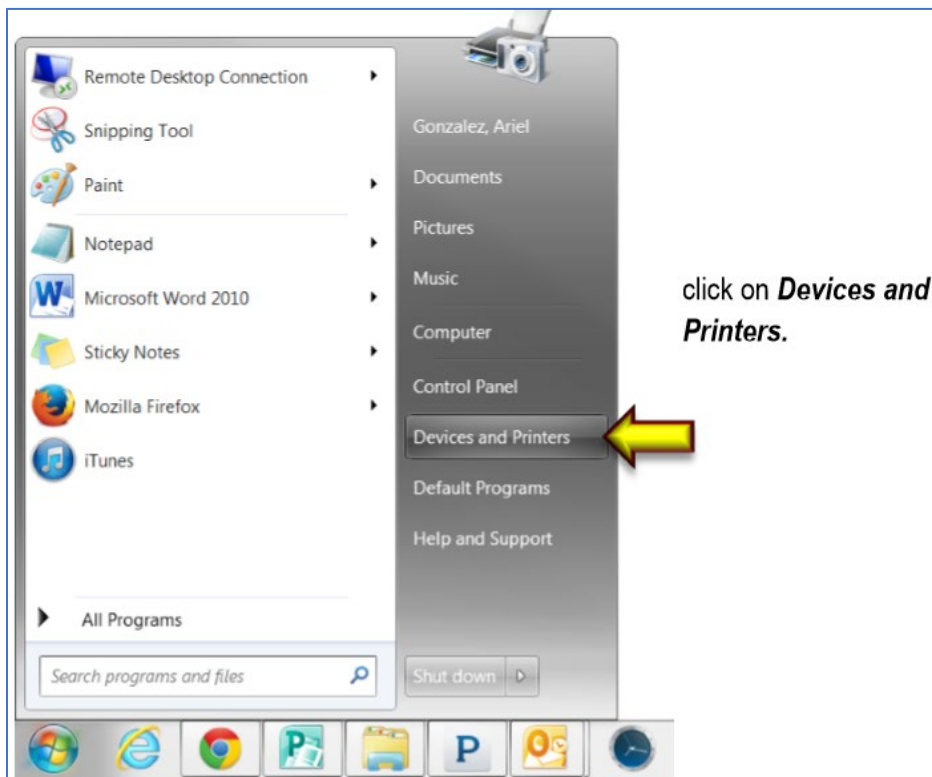 Remote Desktop Connection
Snipping Tool
Paint
Notepad
Microsoft Word 2010
Sticky Notes
Mozilla Firefox
iTunes
All Programs
Search programs and files
Gonzalez, Ariel
Documents
Pictures
Music
Computer
Control Panel
Devices and Printers
Default Programs
Help and Support
Shut down
click on Devices and
Printers.